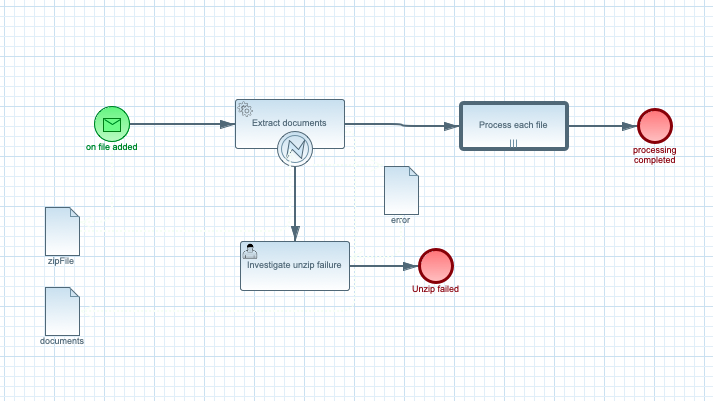 on file added
Extract documents
Process each file
processing
completed
error
zipFile
Investigate unzip failure
Unzip failed
documents